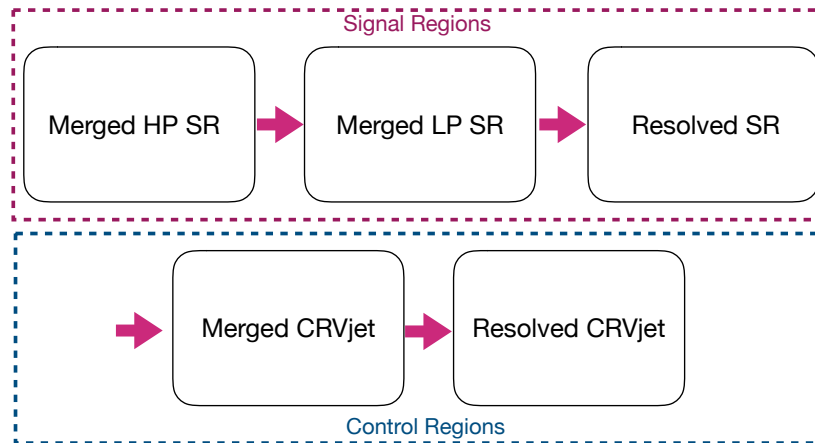 Signal Regions
Merged HP SR
Merged LP SR
Resolved SR
Merged CRVjet
Resolved CRVjet
Control Regions